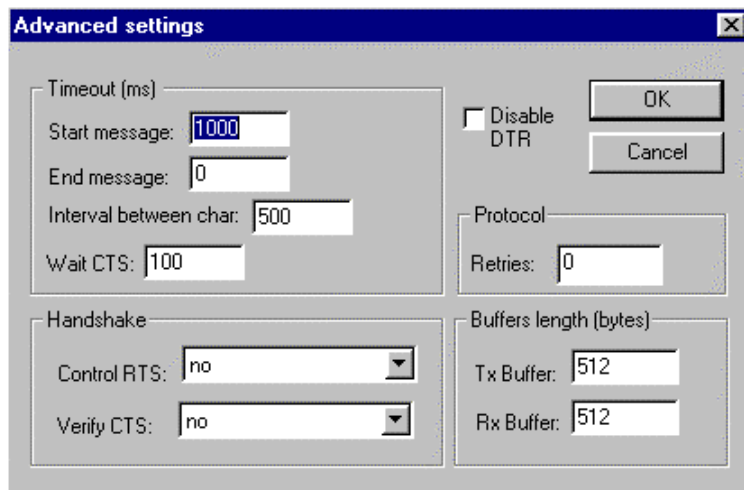 Advanced settings
Timeout (ms)
Start message: 1000
End message: 0
Interval between char: 500
Wait CTS: 100
Disable
DTR
OK
Cancel
Protocol
Retries: 0
Handshake
Control RTS: no
Verify CTS: no
Buffers length (bytes)
Tx Buffer: 512
Rx Buffer: 512